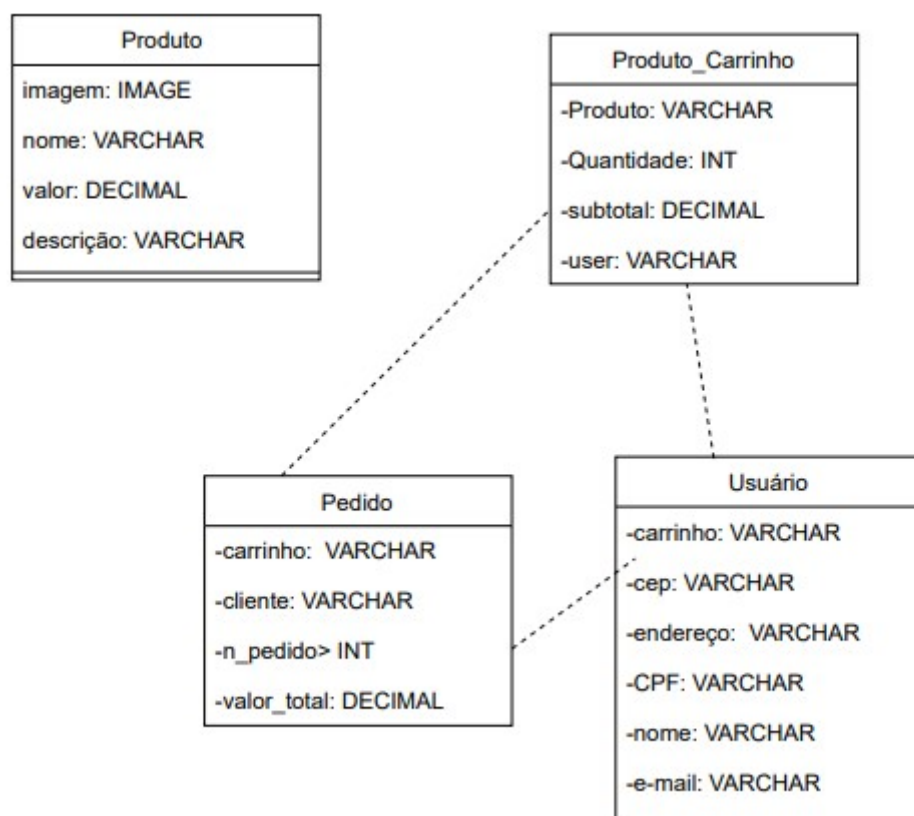 Produto
imagem: IMAGE
nome: VARCHAR
valor: DECIMAL
descrição: VARCHAR
Produto_Carrinho
-Produto: VARCHAR
-Quantidade: INT
-subtotal: DECIMAL
-user: VARCHAR
Pedido
-carrinho: VARCHAR
-cliente: VARCHAR
-n_pedido> INT
-valor_total: DECIMAL
Usuário
-carrinho: VARCHAR
-cep: VARCHAR
-endereço: VARCHAR
-CPF: VARCHAR
-nome: VARCHAR
-e-mail: VARCHAR